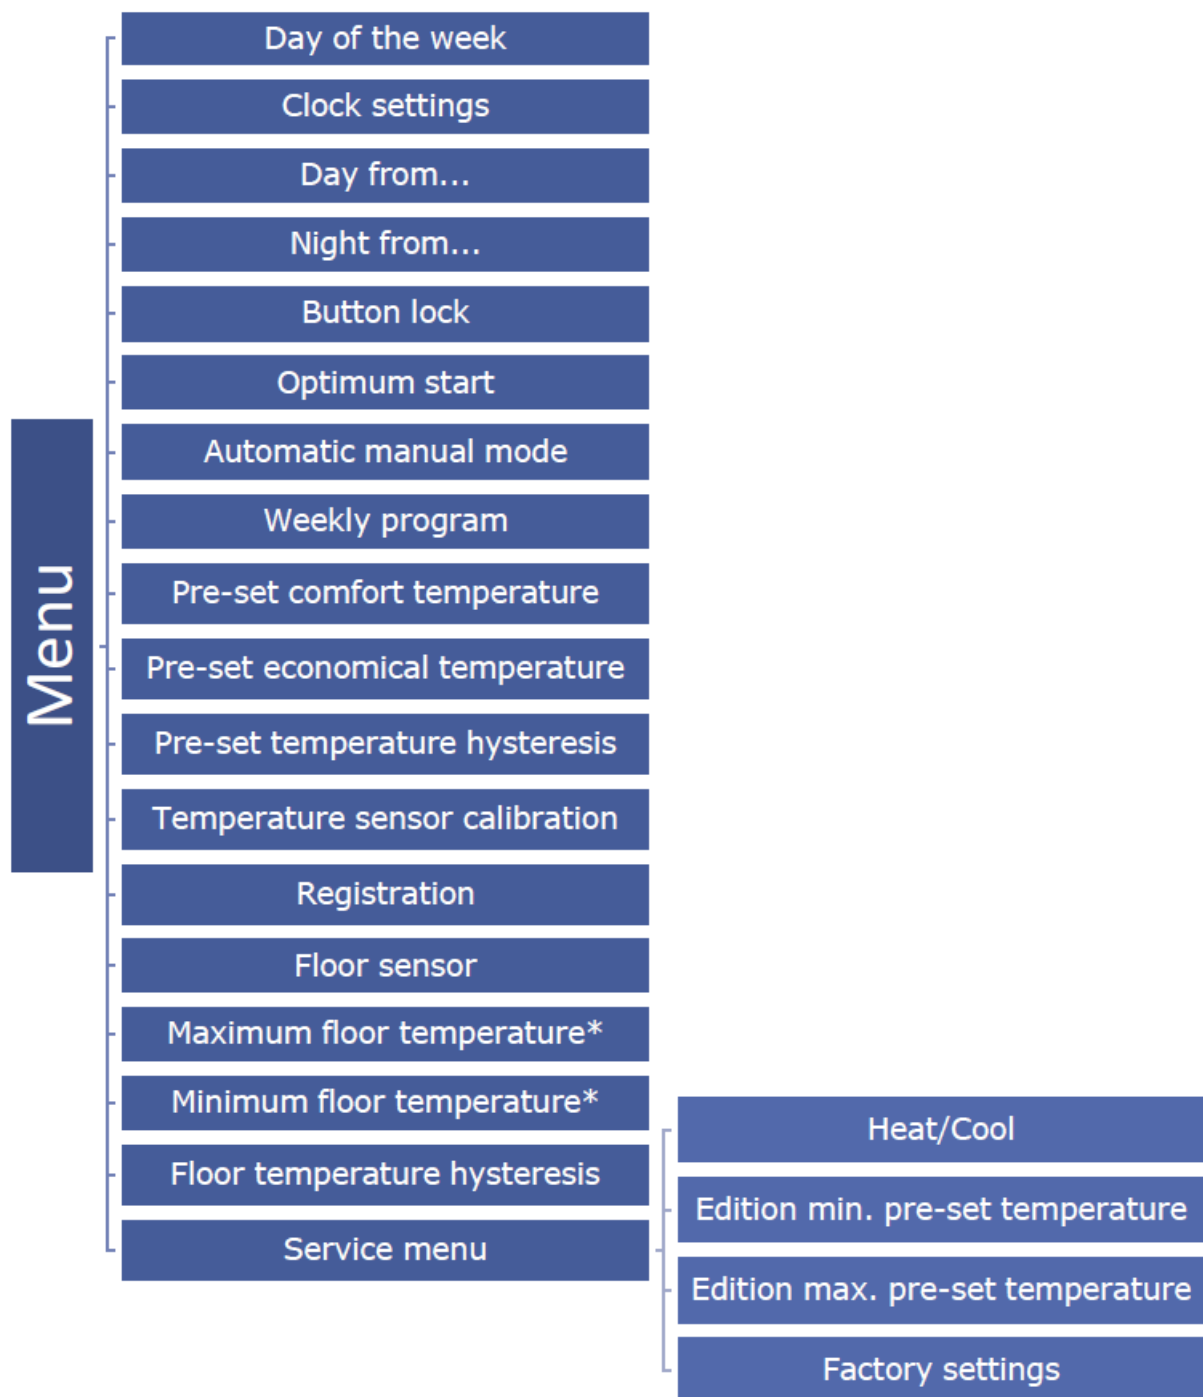 Menu
Day of the week
Clock settings
Day from...
Night from...
Button lock
Optimum start
Automatic manual mode
Weekly program
Pre-set comfort temperature
Pre-set economical temperature
Pre-set temperature hysteresis
Temperature sensor calibration
Registration
Floor sensor
Maximum floor temperature*
Minimum floor temperature*
Floor temperature hysteresis
Service menu
Heat/Cool
Edition min. pre-set temperature
Edition max. pre-set temperature
Factory settings